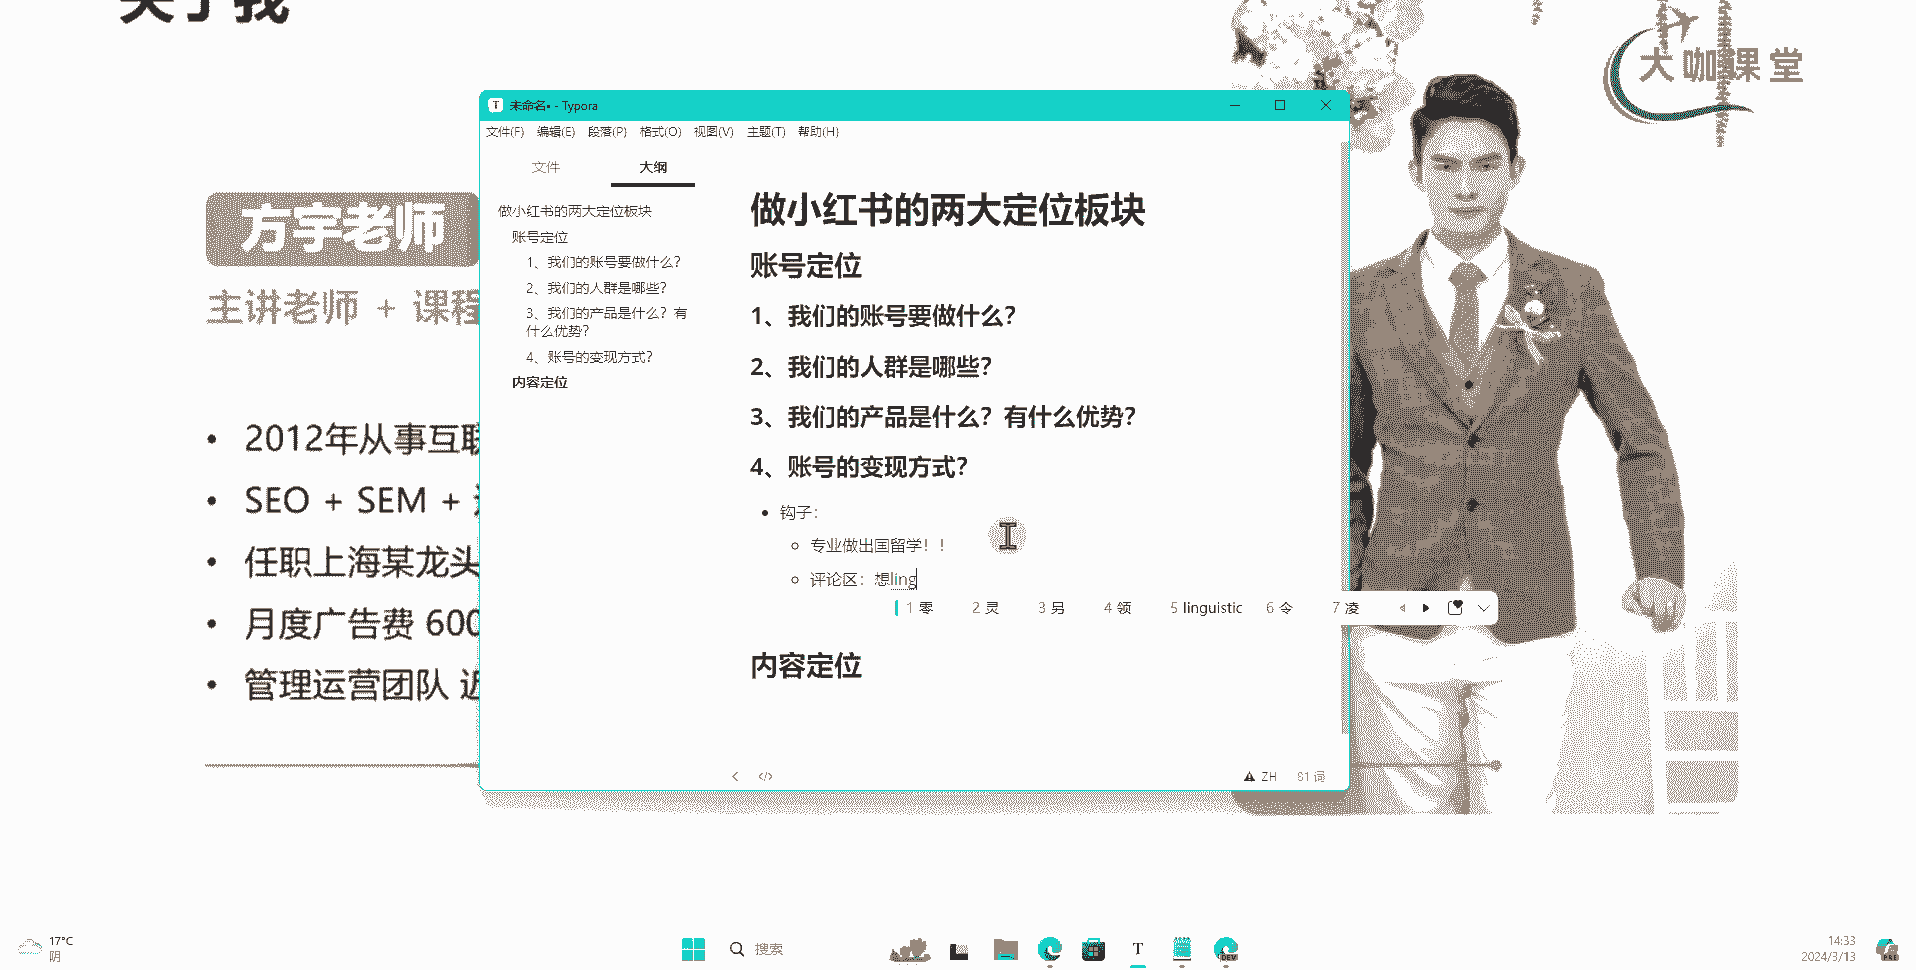 关于我
大咖课堂
未命名• - Typora
文件(F) 编辑(E) 段落(P) 格式(O) 视图(V) 主题(T) 帮助(H)
文件 大纲
做小红书的两大定位板块
账号定位
1、我们的账号要做什么？
2、我们的人群是哪些？
3、我们的产品是什么？有
什么优势？
4、账号的变现方式？
内容定位
做小红书的两大定位板块
账号定位
1、我们的账号要做什么？
2、我们的人群是哪些？
3、我们的产品是什么？有什么优势？
4、账号的变现方式？
钩子：
专业做出国留学！！
评论区：想ling
1 零 2 灵 3 另 4 领 5 linguistic 6 令 7 凌
内容定位
ZH 81 词
方宇老师
主讲老师 + 课程
2012年从事互联
SEO + SEM +
任职上海某龙头
月度广告费 600
管理运营团队 近
17°C
阴
搜索
T
DEV
14:33
2024/3/13
PRE